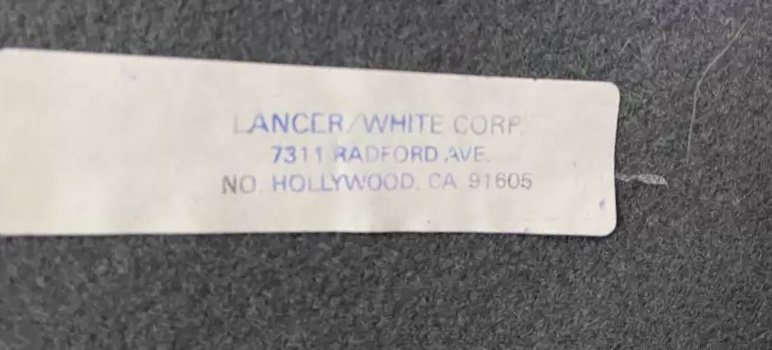 LANCER/WHITE CORP.
7311 RADFORD AVE.
NO. HOLLYWOOD, CA 91605